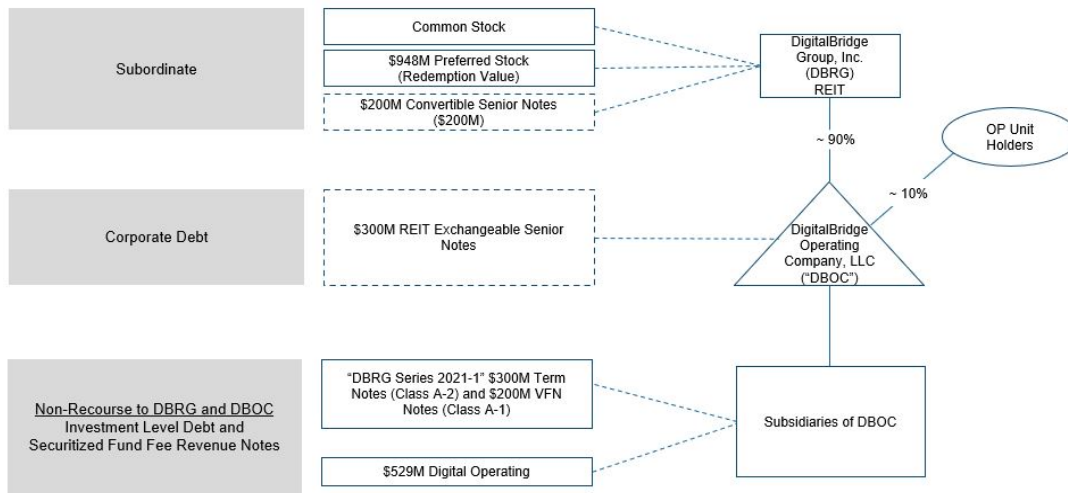 Subordinate
Common Stock
$948M Preferred Stock
(Redemption Value)
$200M Convertible Senior Notes
($200M)
DigitalBridge
Group, Inc.
(DBRG)
REIT
~ 90%
OP Unit
Holders
~ 10%
Corporate Debt
$300M REIT Exchangeable Senior
Notes
DigitalBridge
Operating
Company, LLC
("DBOC")
Non-Recourse to DBRG and DBOC
Investment Level Debt and
Securitized Fund Fee Revenue Notes
“DBRG Series 2021-1” $300M Term
Notes (Class A-2) and $200M VFN
Notes (Class A-1)
$529M Digital Operating
Subsidiaries of DBOC